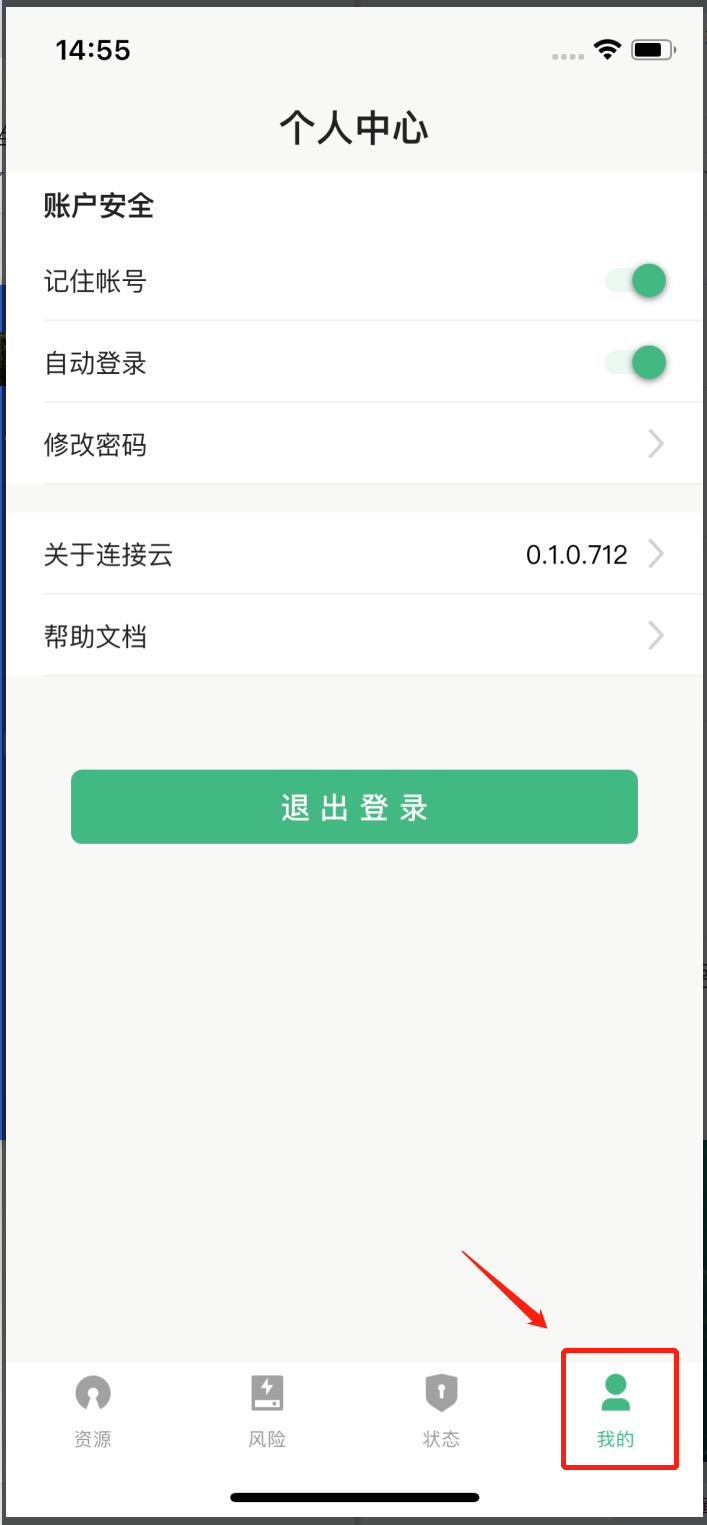 14:55
个人中心
账户安全
记住帐号
自动登录
修改密码
关于连接云 0.1.0.712
帮助文档
退出登录
资源 风险 状态 我的